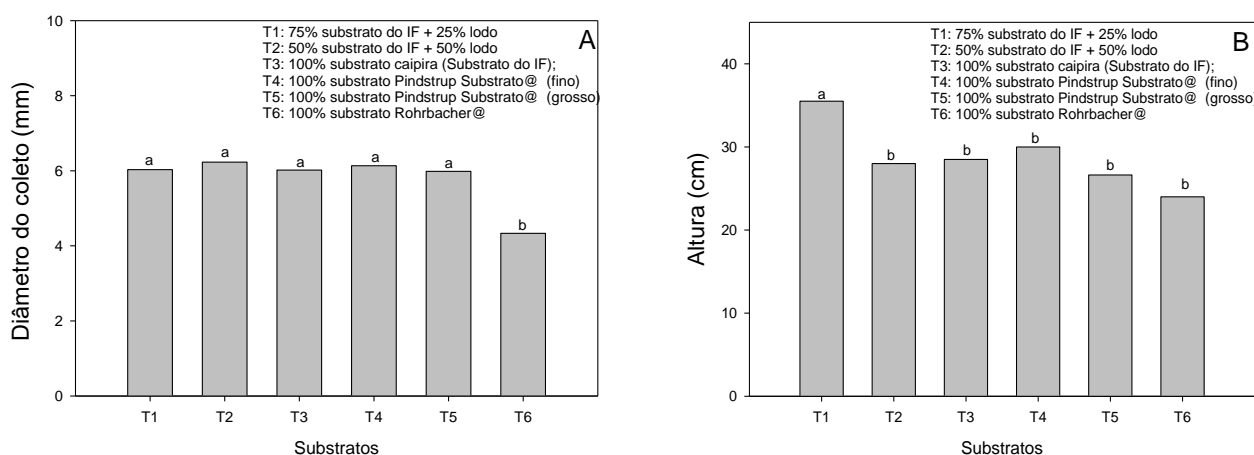 A
T1: 75% substrato do IF + 25% lodo
T2: 50% substrato do IF + 50% lodo
T3: 100% substrato caipira (Substrato do IF);
T4: 100% substrato Pindstrup Substrato@ (fino)
T5: 100% substrato Pindstrup Substrato@ (grosso)
T6: 100% substrato Rohrbacher@
Diâmetro do coleto (mm)
10
8
6
4
2
0
a
a
a
a
a
b
T1
T2
T3
T4
T5
T6
Substratos
B
T1: 75% substrato do IF + 25% lodo
T2: 50% substrato do IF + 50% lodo
T3: 100% substrato caipira (Substrato do IF);
T4: 100% substrato Pindstrup Substrato@ (fino)
T5: 100% substrato Pindstrup Substrato@ (grosso)
T6: 100% substrato Rohrbacher@
Altura (cm)
40
30
20
10
0
a
b
b
b
b
b
T1
T2
T3
T4
T5
T6
Substratos